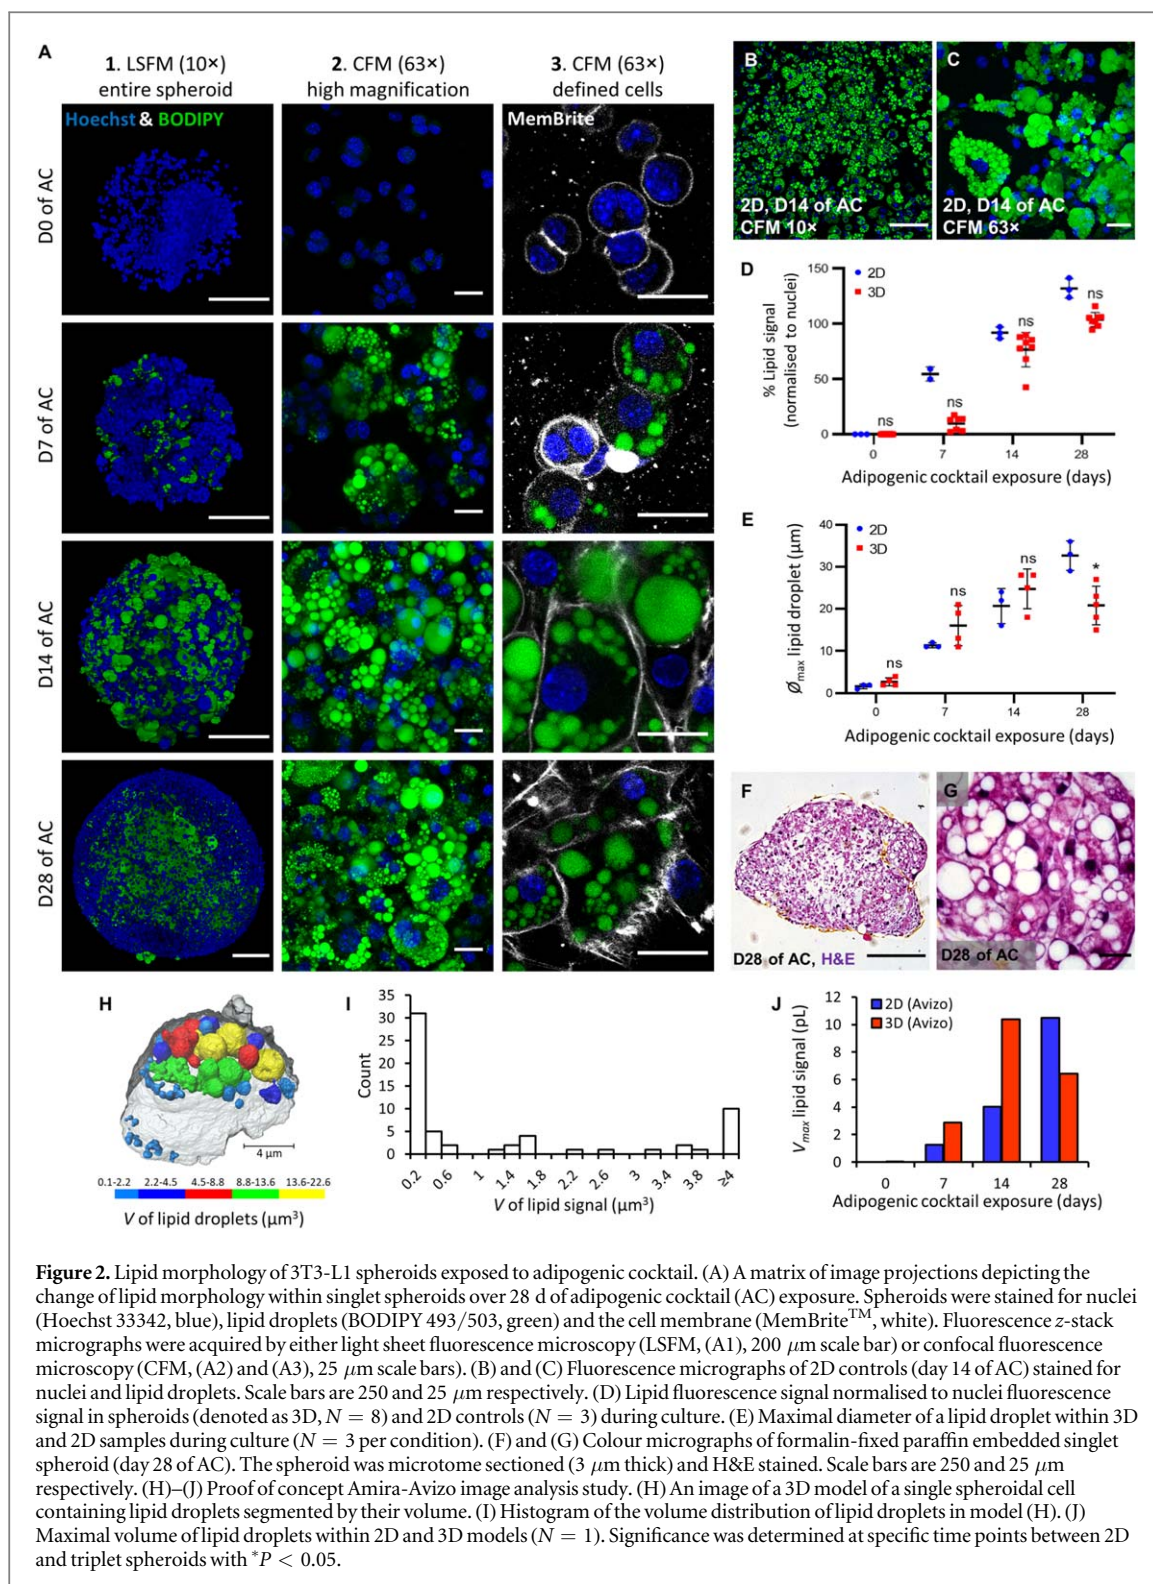 A
1. LSFM (10×)
entire spheroid
2. CFM (63×)
high magnification
3. CFM (63×)
defined cells
Hoechst & BODIPY
MemBrite
D0 of AC
D7 of AC
D14 of AC
D28 of AC
B
2D, D14 of AC
CFM 10×
C
2D, D14 of AC
CFM 63×
D
150
100
50
0
% Lipid signal
(normalised to nuclei)
2D
3D
ns
ns
ns
ns
0 7 14 28
Adipogenic cocktail exposure (days)
E
40
30
20
10
0
Ømax lipid droplet (µm)
2D
3D
ns
ns
ns
*
0 7 14 28
Adipogenic cocktail exposure (days)
F
D28 of AC, H&E
G
D28 of AC
H
4 µm
0.1-2.2 2.2-4.5 4.5-8.8 8.8-13.6 13.6-22.6
V of lipid droplets (µm³)
I
35
30
25
20
15
10
5
0
Count
0.2 0.6 1 1.4 1.8 2.2 2.6 3 3.4 3.8 ≥4
V of lipid signal (µm³)
J
2D (Avizo)
3D (Avizo)
12
10
8
6
4
2
0
Vmax lipid signal (pL)
0 7 14 28
Adipogenic cocktail exposure (days)
Figure 2. Lipid morphology of 3T3-L1 spheroids exposed to adipogenic cocktail. (A) A matrix of image projections depicting the
change of lipid morphology within singlet spheroids over 28 d of adipogenic cocktail (AC) exposure. Spheroids were stained for nuclei
(Hoechst 33342, blue), lipid droplets (BODIPY 493/503, green) and the cell membrane (MemBrite™, white). Fluorescence z-stack
micrographs were acquired by either light sheet fluorescence microscopy (LSFM, (A1), 200 µm scale bar) or confocal fluorescence
microscopy (CFM, (A2) and (A3), 25 µm scale bars). (B) and (C) Fluorescence micrographs of 2D controls (day 14 of AC) stained for
nuclei and lipid droplets. Scale bars are 250 and 25 µm respectively. (D) Lipid fluorescence signal normalised to nuclei fluorescence
signal in spheroids (denoted as 3D, N = 8) and 2D controls (N = 3) during culture. (E) Maximal diameter of a lipid droplet within 3D
and 2D samples during culture (N = 3 per condition). (F) and (G) Colour micrographs of formalin-fixed paraffin embedded singlet
spheroid (day 28 of AC). The spheroid was microtome sectioned (3 µm thick) and H&E stained. Scale bars are 250 and 25 µm
respectively. (H)–(J) Proof of concept Amira-Avizo image analysis study. (H) An image of a 3D model of a single spheroidal cell
containing lipid droplets segmented by their volume. (I) Histogram of the volume distribution of lipid droplets in model (H). (J)
Maximal volume of lipid droplets within 2D and 3D models (N = 1). Significance was determined at specific time points between 2D
and triplet spheroids with *P < 0.05.